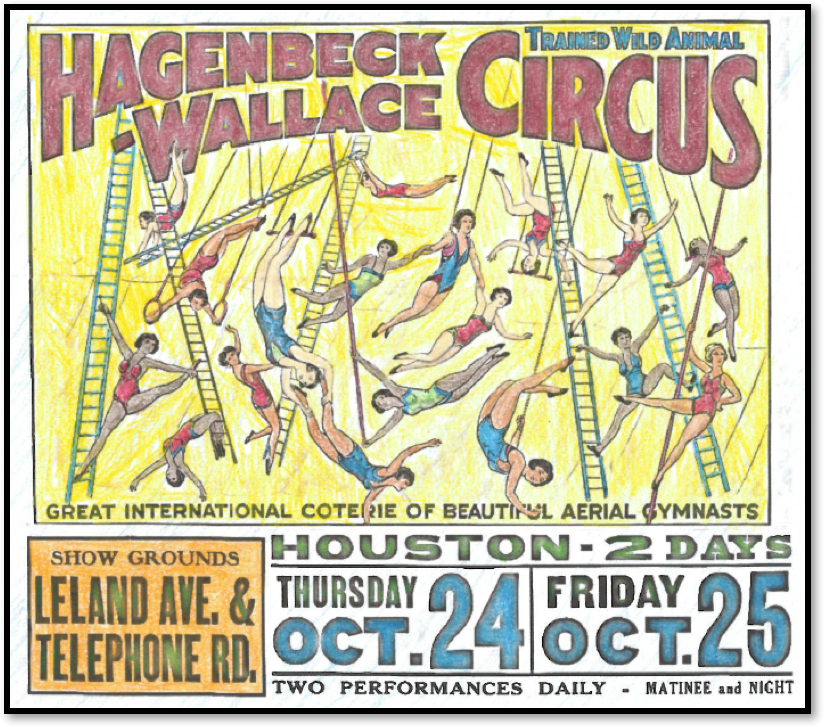 HAGENBECK
-WALLACE
TRAINED WILD ANIMAL
CIRCUS
GREAT INTERNATIONAL COTERIE OF BEAUTIFUL AERIAL GYMNASTS
SHOW GROUNDS
LELAND AVE. &
TELEPHONE RD.
HOUSTON - 2 DAYS
THURSDAY
OCT. 24
FRIDAY
OCT. 25
TWO PERFORMANCES DAILY - MATINEE and NIGHT